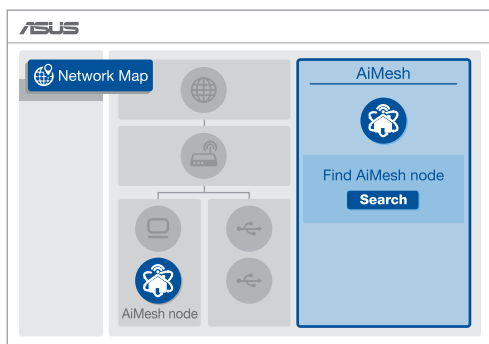 ASUS
Network Map
AiMesh
Find AiMesh node
Search
AiMesh node